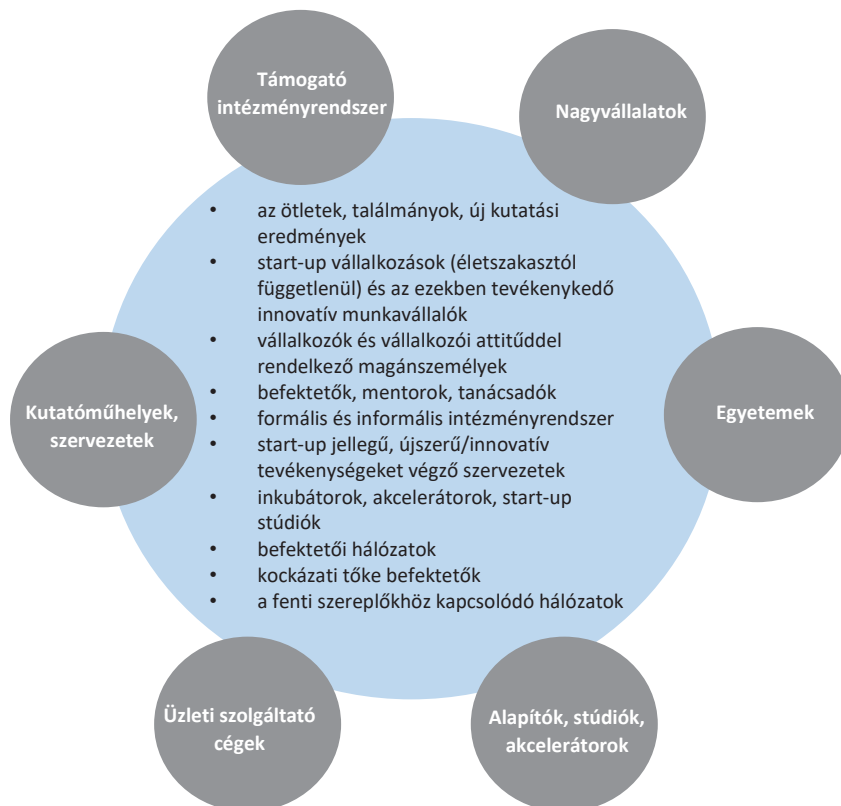 Támogató
intézményrendszer
Nagyvállalatok
• az ötletek, találmányok, új kutatási
eredmények
• start-up vállalkozások (életszakasztól
függetlenül) és az ezekben tevékenykedő
innovatív munkavállalók
• vállalkozók és vállalkozói attitűddel
rendelkező magánszemélyek
• befektetők, mentorok, tanácsadók
• formális és informális intézményrendszer
• start-up jellegű, újszerű/innovatív
tevékenységeket végző szervezetek
• inkubátorok, akcelerátorok, start-up
stúdiók
• befektetői hálózatok
• kockázati tőke befektetők
• a fenti szereplőkhöz kapcsolódó hálózatok
Kutatóműhelyek,
szervezetek
Egyetemek
Üzleti szolgáltató
cégek
Alapítók, stúdiók,
akcelerátorok